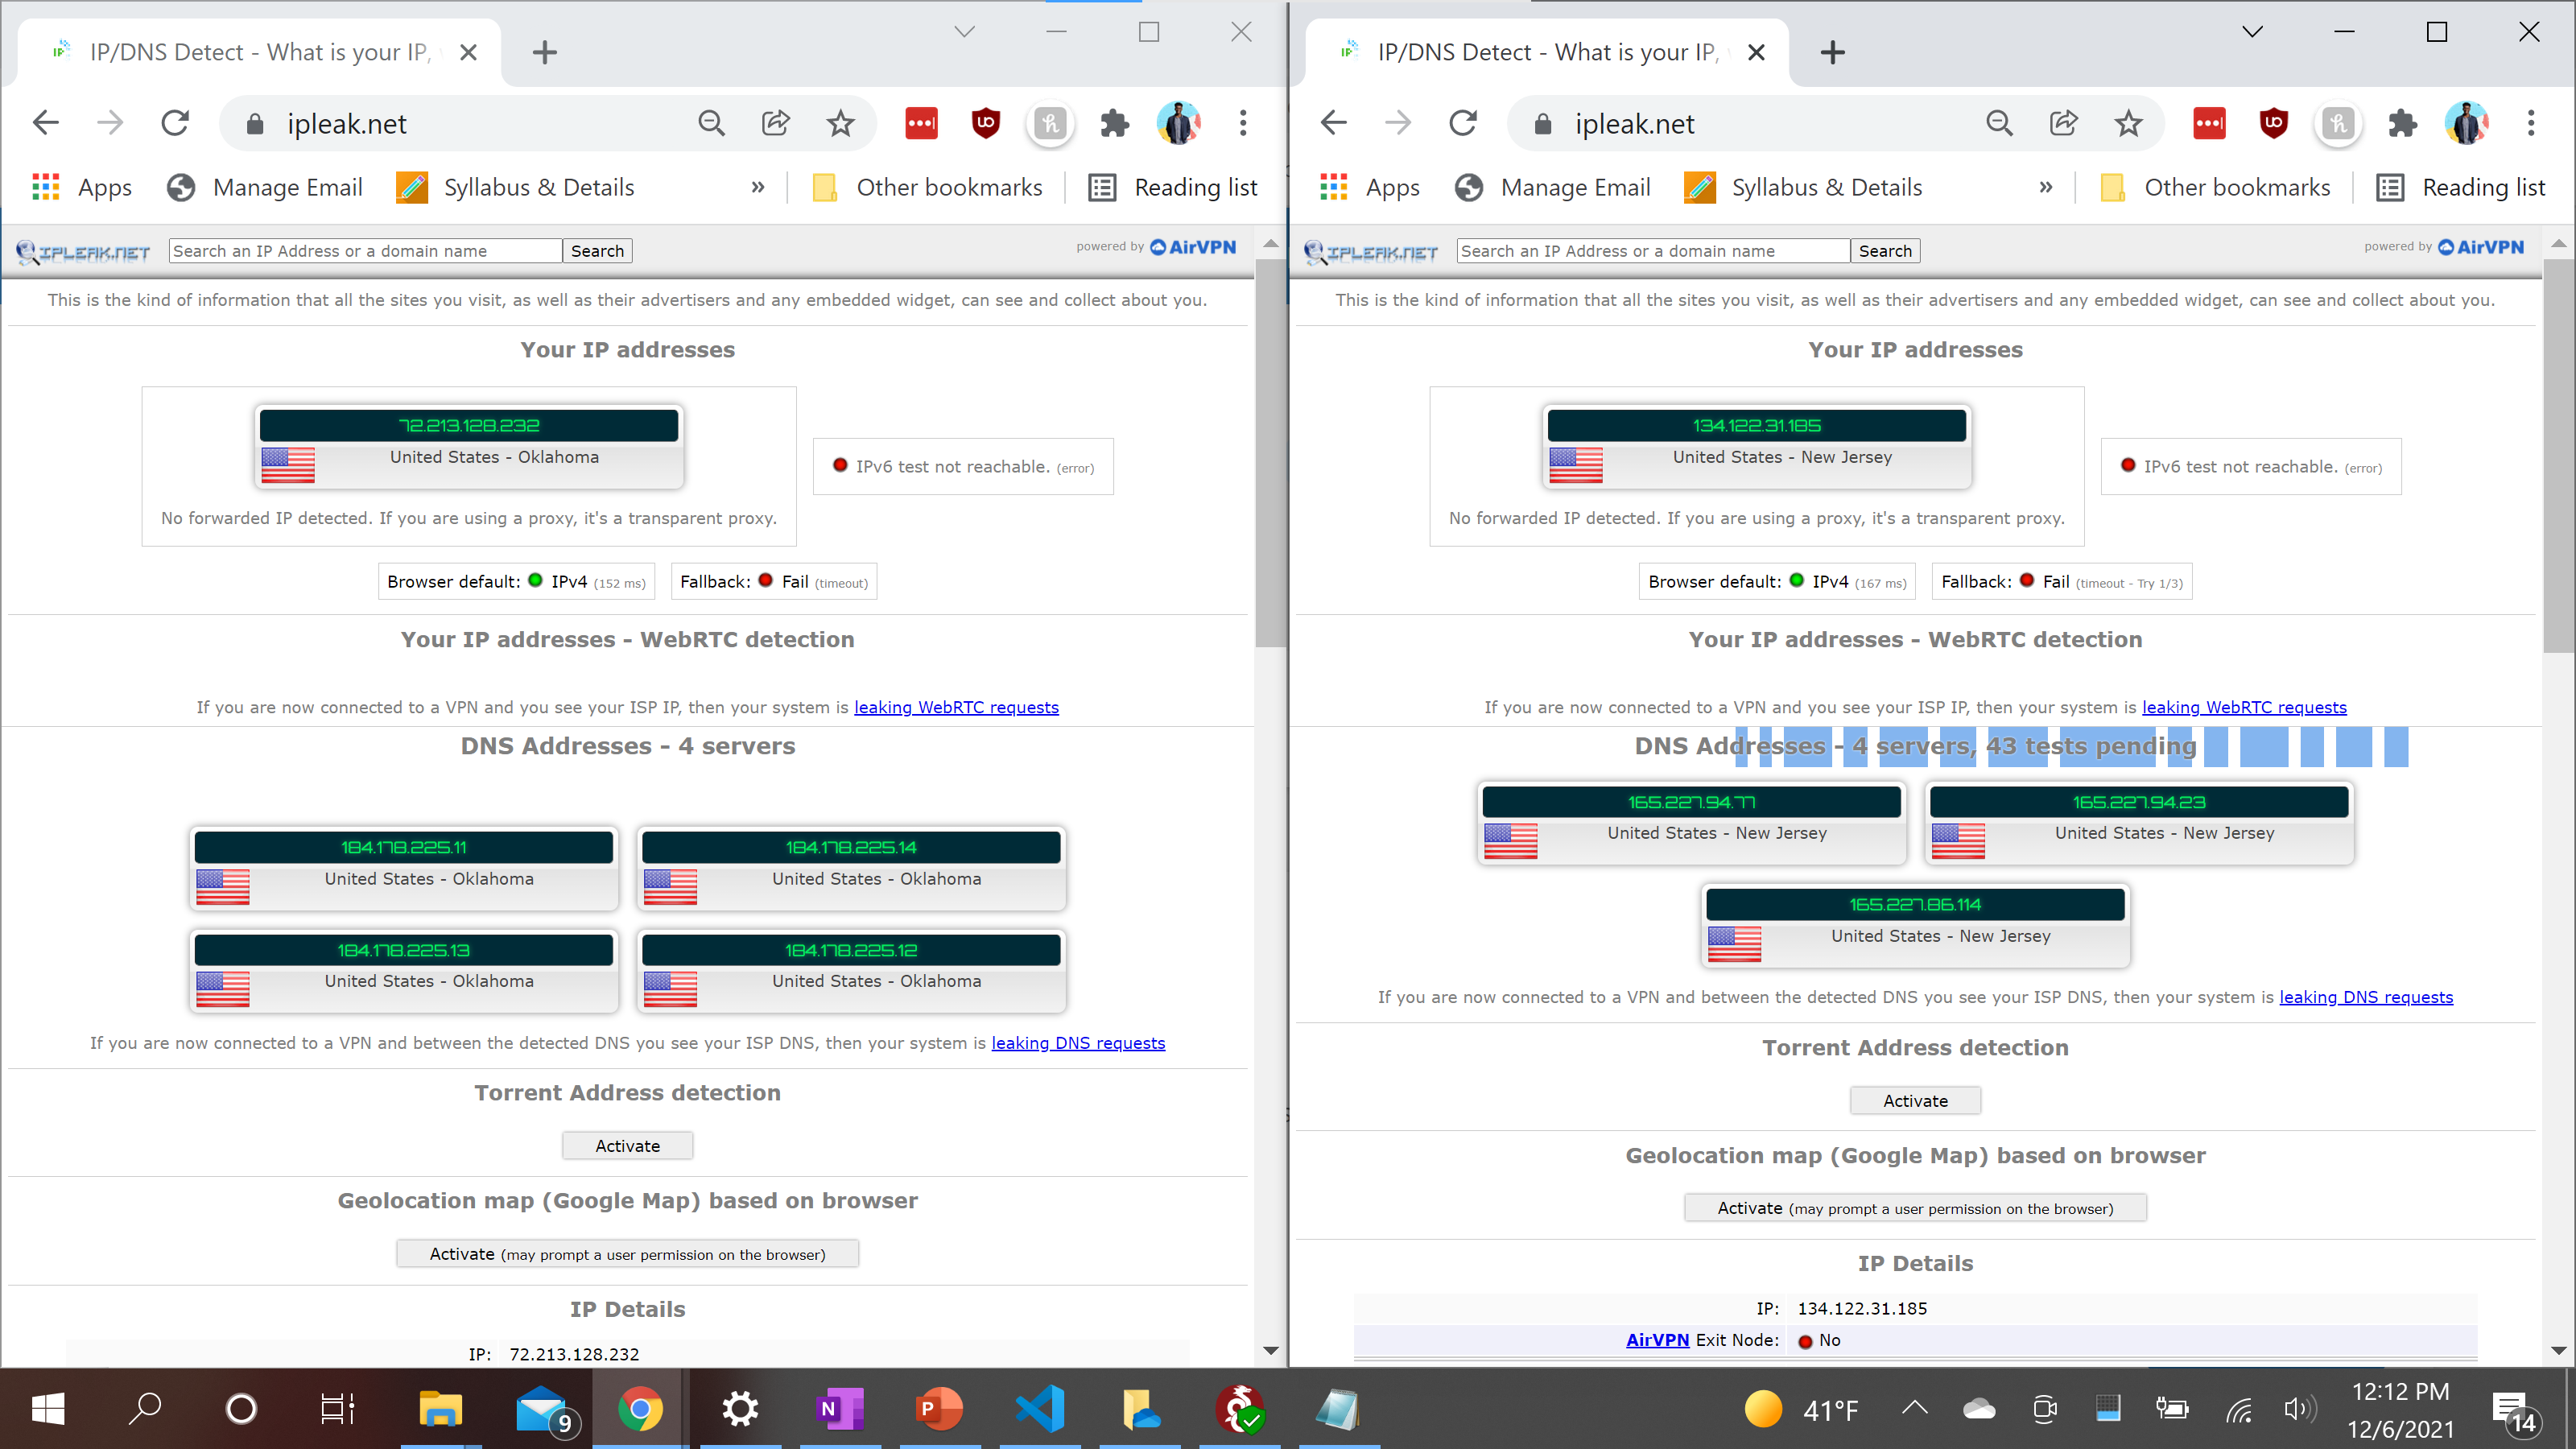 IP/DNS Detect - What is your IP,
ipleak.net
Apps
Manage Email
Syllabus & Details
»
Other bookmarks
Reading list
IPLEAK.NET
Search an IP Address or a domain name
Search
powered by AirVPN
This is the kind of information that all the sites you visit, as well as their advertisers and any embedded widget, can see and collect about you.
Your IP addresses
72.213.128.232
United States - Oklahoma
IPv6 test not reachable. (error)
No forwarded IP detected. If you are using a proxy, it's a transparent proxy.
Browser default: IPv4 (152 ms)
Fallback: Fail (timeout)
Your IP addresses - WebRTC detection
If you are now connected to a VPN and you see your ISP IP, then your system is leaking WebRTC requests
DNS Addresses - 4 servers
184.178.225.11
United States - Oklahoma
184.178.225.14
United States - Oklahoma
184.178.225.13
United States - Oklahoma
184.178.225.12
United States - Oklahoma
If you are now connected to a VPN and between the detected DNS you see your ISP DNS, then your system is leaking DNS requests
Torrent Address detection
Activate
Geolocation map (Google Map) based on browser
Activate (may prompt a user permission on the browser)
IP Details
IP: 72.213.128.232
IP/DNS Detect - What is your IP,
ipleak.net
Apps
Manage Email
Syllabus & Details
»
Other bookmarks
Reading list
IPLEAK.NET
Search an IP Address or a domain name
Search
powered by AirVPN
This is the kind of information that all the sites you visit, as well as their advertisers and any embedded widget, can see and collect about you.
Your IP addresses
134.122.31.185
United States - New Jersey
IPv6 test not reachable. (error)
No forwarded IP detected. If you are using a proxy, it's a transparent proxy.
Browser default: IPv4 (167 ms)
Fallback: Fail (timeout - Try 1/3)
Your IP addresses - WebRTC detection
If you are now connected to a VPN and you see your ISP IP, then your system is leaking WebRTC requests
DNS Addresses - 4 servers, 43 tests pending
165.227.94.77
United States - New Jersey
165.227.94.23
United States - New Jersey
165.227.86.114
United States - New Jersey
If you are now connected to a VPN and between the detected DNS you see your ISP DNS, then your system is leaking DNS requests
Torrent Address detection
Activate
Geolocation map (Google Map) based on browser
Activate (may prompt a user permission on the browser)
IP Details
IP: 134.122.31.185
AirVPN Exit Node: No
9
41°F
12:12 PM
12/6/2021
14